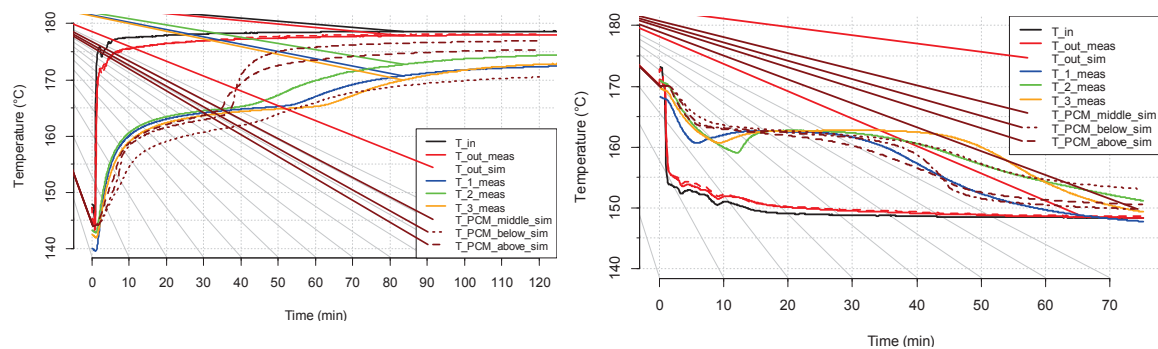 Temperature (°C)
180
170
160
150
140
T_in
T_out_meas
T_out_sim
T_1_meas
T_2_meas
T_3_meas
T_PCM_middle_sim
T_PCM_below_sim
T_PCM_above_sim
0 10 20 30 40 50 60 70 80 90 100 110 120
Time (min)
Temperature (°C)
180
170
160
150
140
T_in
T_out_meas
T_out_sim
T_1_meas
T_2_meas
T_3_meas
T_PCM_middle_sim
T_PCM_below_sim
T_PCM_above_sim
0 10 20 30 40 50 60 70
Time (min)